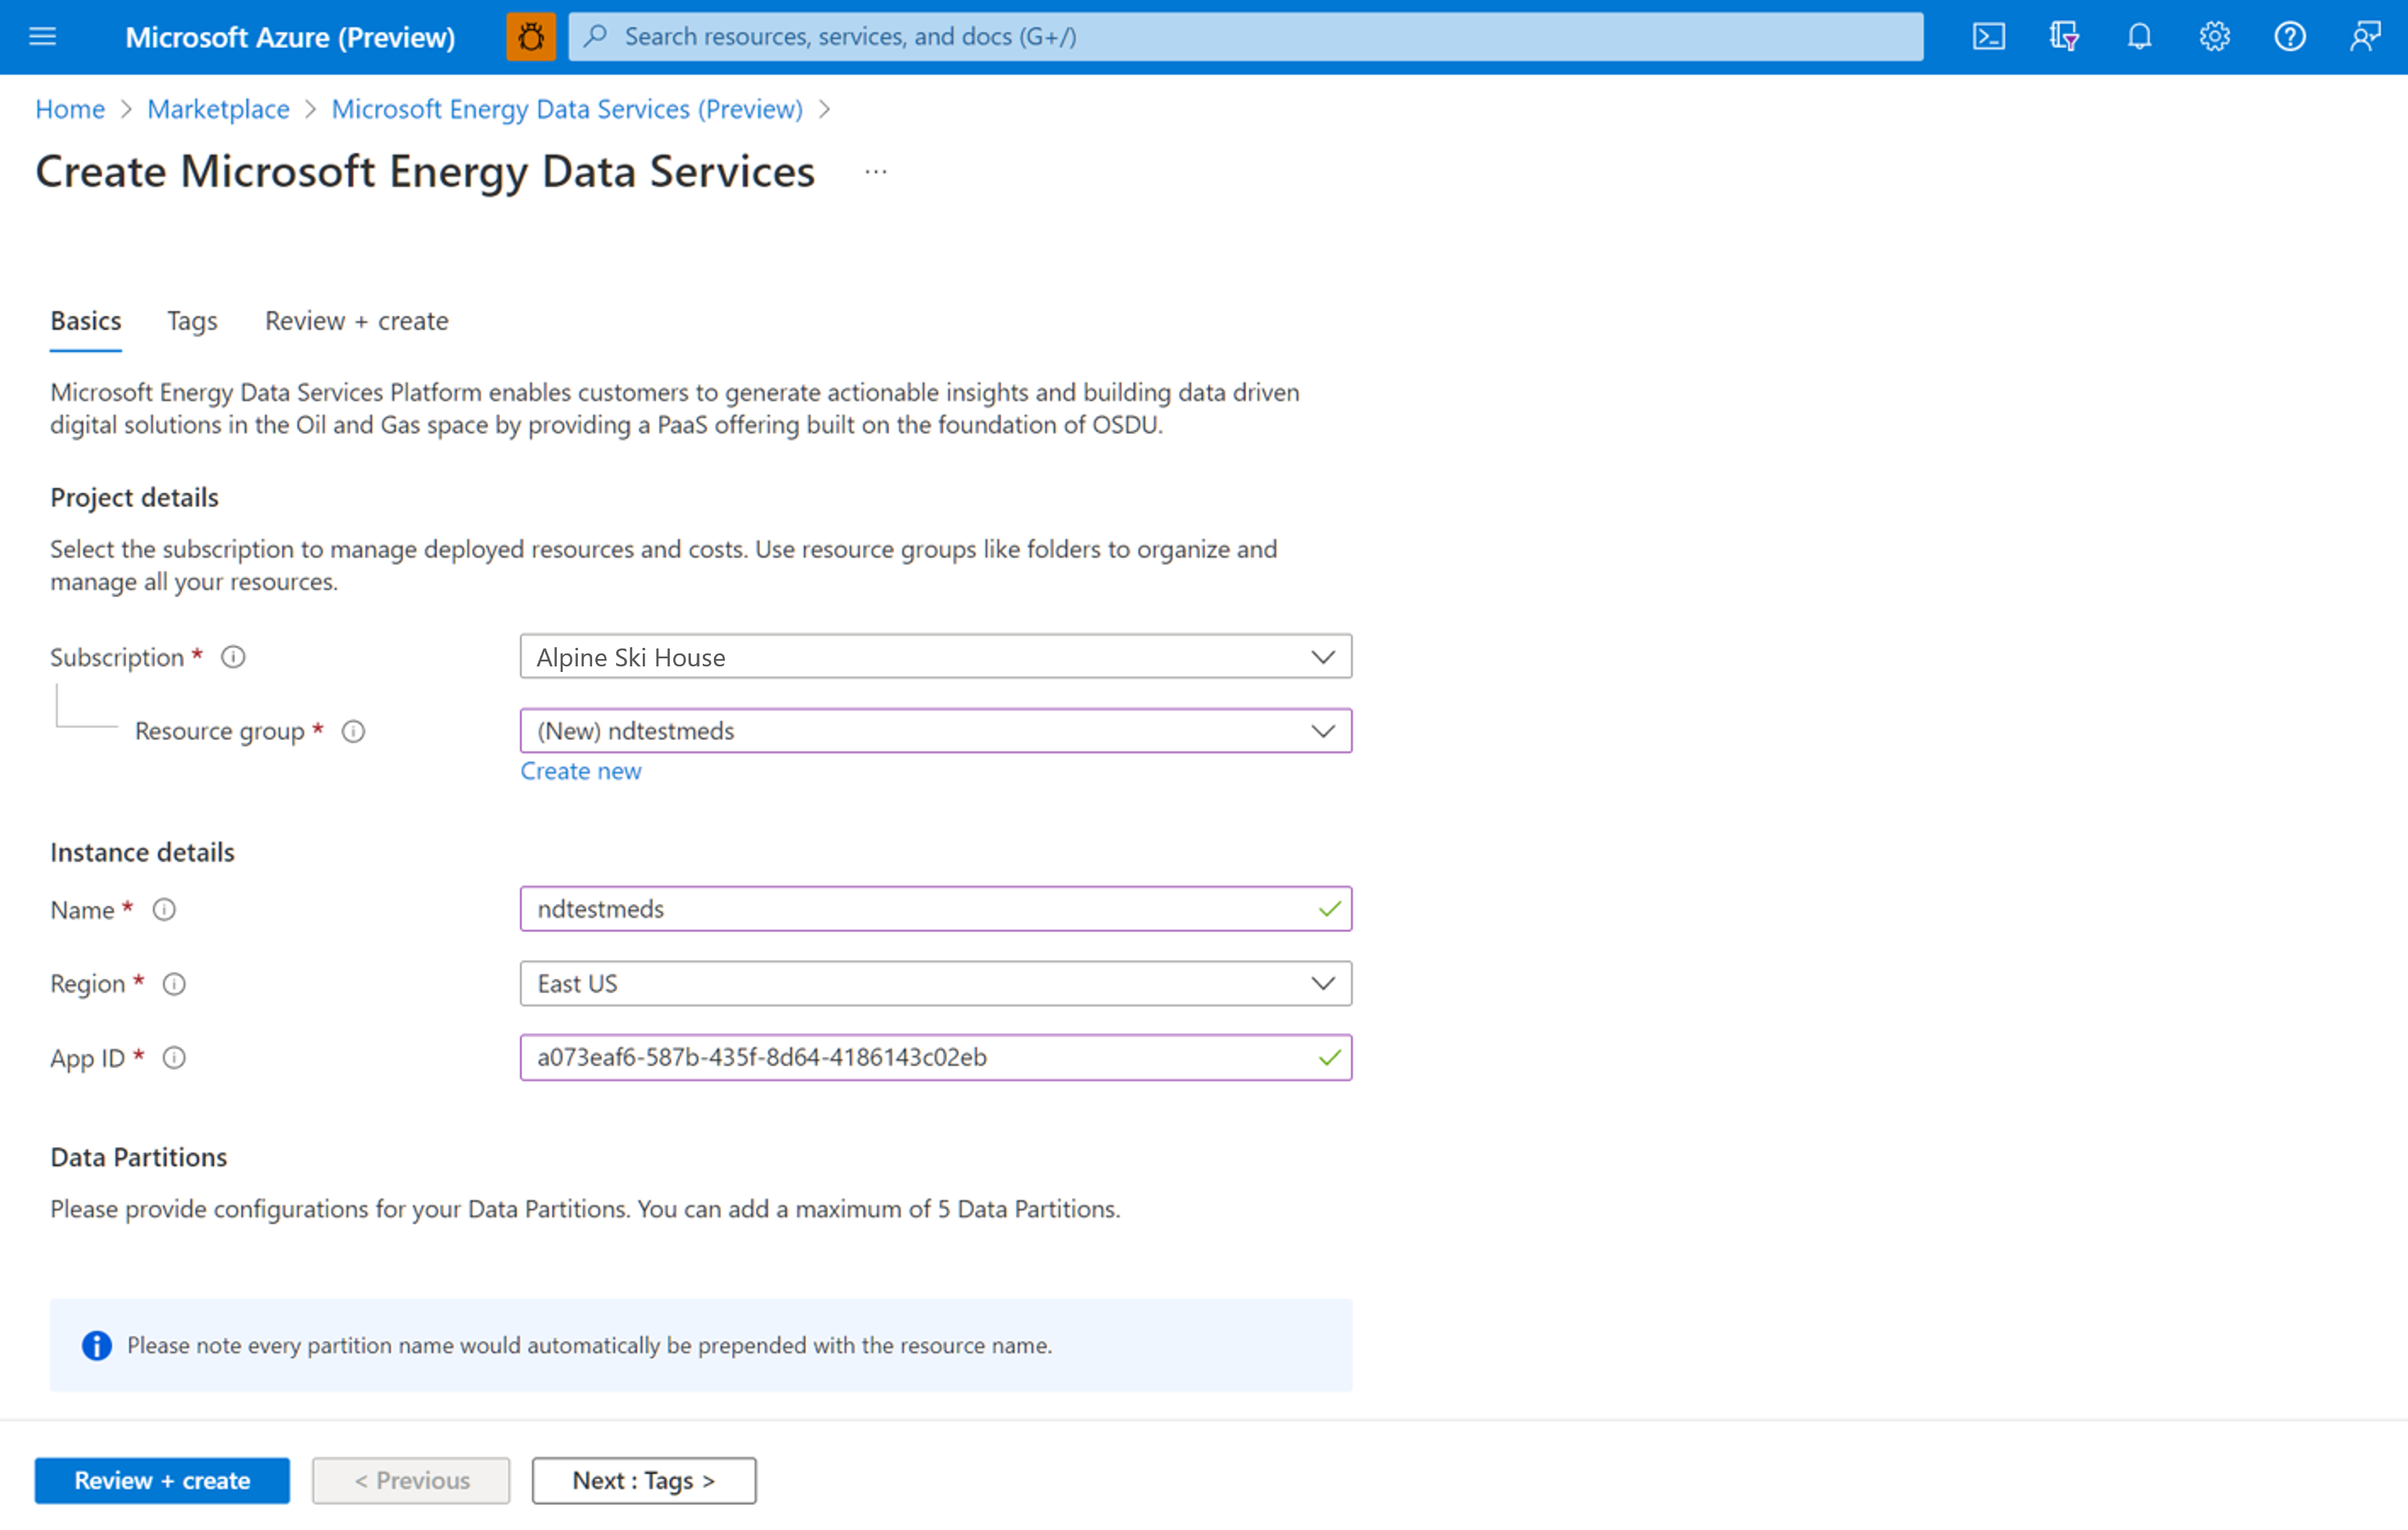 Microsoft Azure (Preview)
Search resources, services, and docs (G+/)
Home > Marketplace > Microsoft Energy Data Services (Preview) >
Create Microsoft Energy Data Services ...
Basics Tags Review + create
Microsoft Energy Data Services Platform enables customers to generate actionable insights and building data driven
digital solutions in the Oil and Gas space by providing a PaaS offering built on the foundation of OSDU.
Project details
Select the subscription to manage deployed resources and costs. Use resource groups like folders to organize and
manage all your resources.
Subscription * Alpine Ski House
Resource group * (New) ndtestmeds
Create new
Instance details
Name * ndtestmeds
Region * East US
App ID * a073eaf6-587b-435f-8d64-4186143c02eb
Data Partitions
Please provide configurations for your Data Partitions. You can add a maximum of 5 Data Partitions.
Please note every partition name would automatically be prepended with the resource name.
Review + create < Previous Next : Tags >